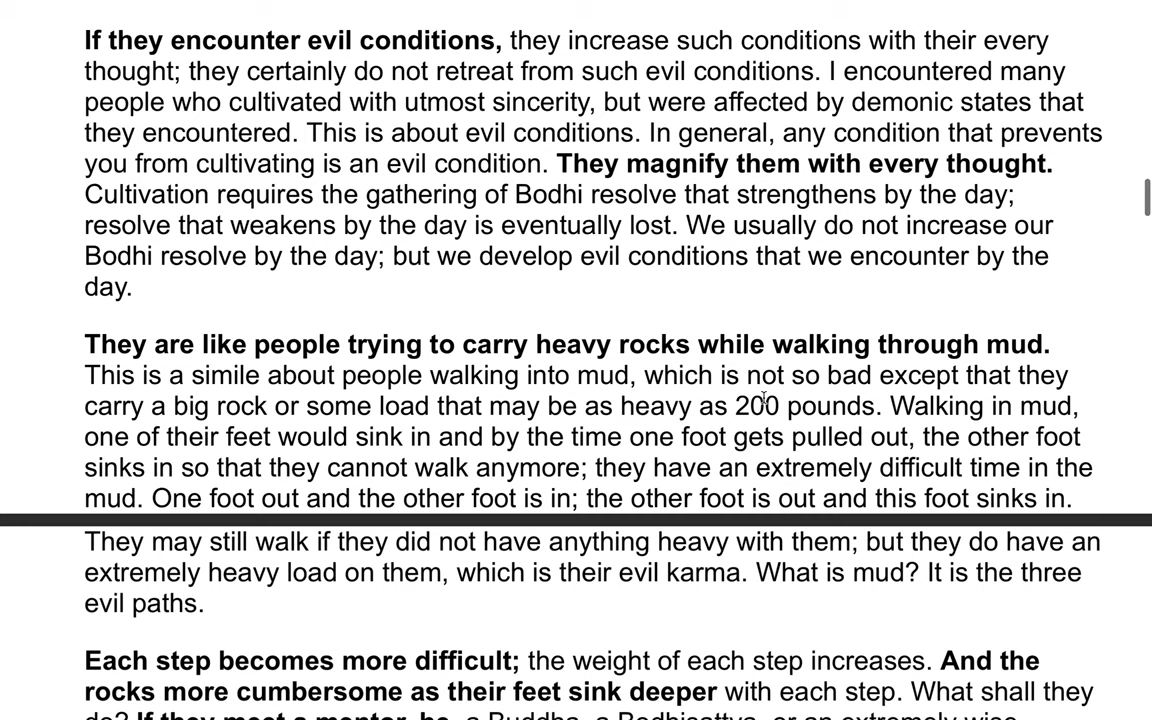 If they encounter evil conditions, they increase such conditions with their every
thought; they certainly do not retreat from such evil conditions. I encountered many
people who cultivated with utmost sincerity, but were affected by demonic states that
they encountered. This is about evil conditions. In general, any condition that prevents
you from cultivating is an evil condition. They magnify them with every thought.
Cultivation requires the gathering of Bodhi resolve that strengthens by the day;
resolve that weakens by the day is eventually lost. We usually do not increase our
Bodhi resolve by the day; but we develop evil conditions that we encounter by the
day.
They are like people trying to carry heavy rocks while walking through mud.
This is a simile about people walking into mud, which is not so bad except that they
carry a big rock or some load that may be as heavy as 200 pounds. Walking in mud,
one of their feet would sink in and by the time one foot gets pulled out, the other foot
sinks in so that they cannot walk anymore; they have an extremely difficult time in the
mud. One foot out and the other foot is in; the other foot is out and this foot sinks in.
They may still walk if they did not have anything heavy with them; but they do have an
extremely heavy load on them, which is their evil karma. What is mud? It is the three
evil paths.
Each step becomes more difficult; the weight of each step increases. And the
rocks more cumbersome as their feet sink deeper with each step. What shall they
do? If they meet a mentor, be a Buddha, a Bodhisattva, or an extremely wise